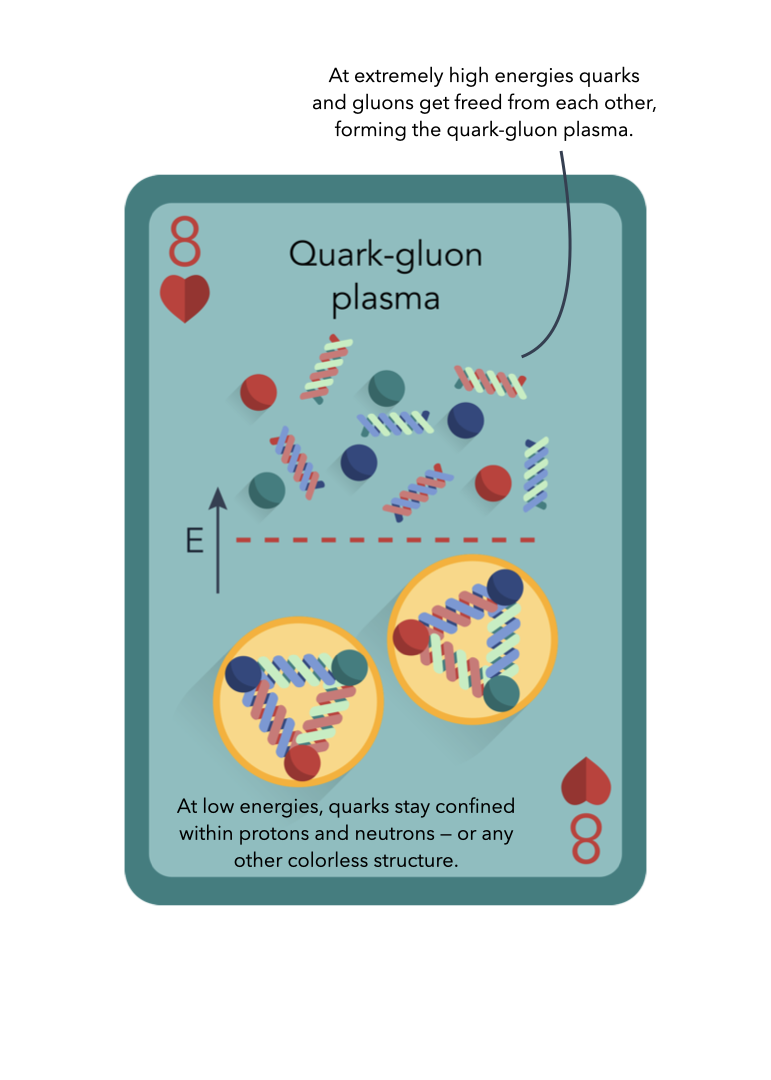 At extremely high energies quarks
and gluons get freed from each other,
forming the quark-gluon plasma.
8
Quark-gluon
plasma
E
At low energies, quarks stay confined
within protons and neutrons – or any
other colorless structure.
8